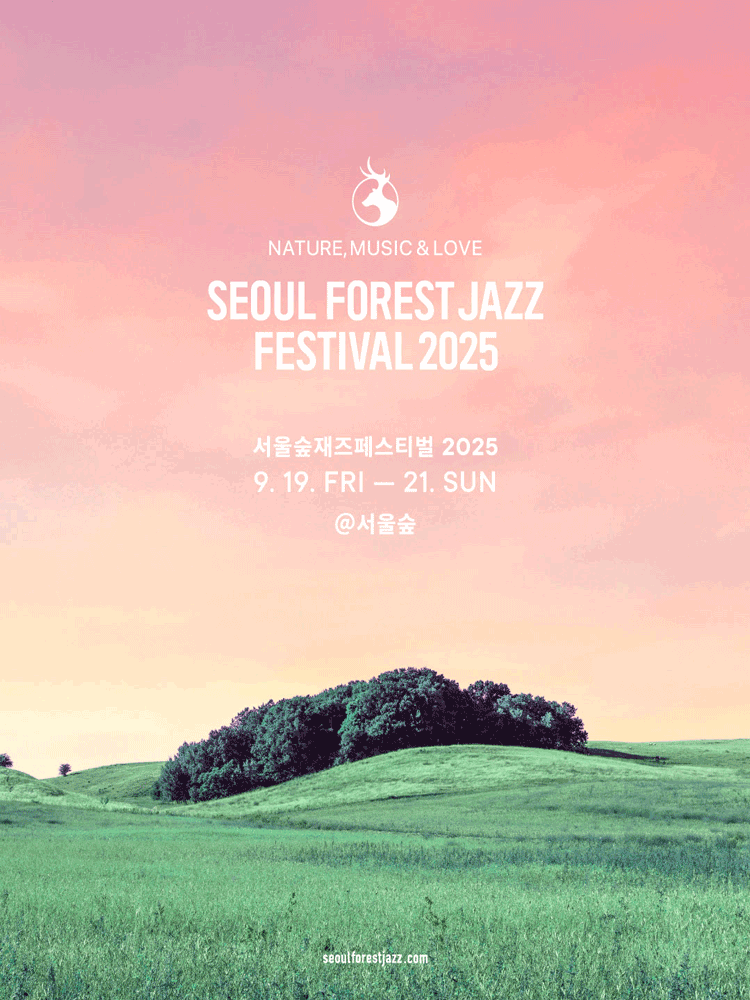 NATURE, MUSIC & LOVE
SEOUL FOREST JAZZ
FESTIVAL 2025
서울숲재즈페스티벌 2025
9. 19. FRI — 21. SUN
@서울숲
seoulforestjazz.com